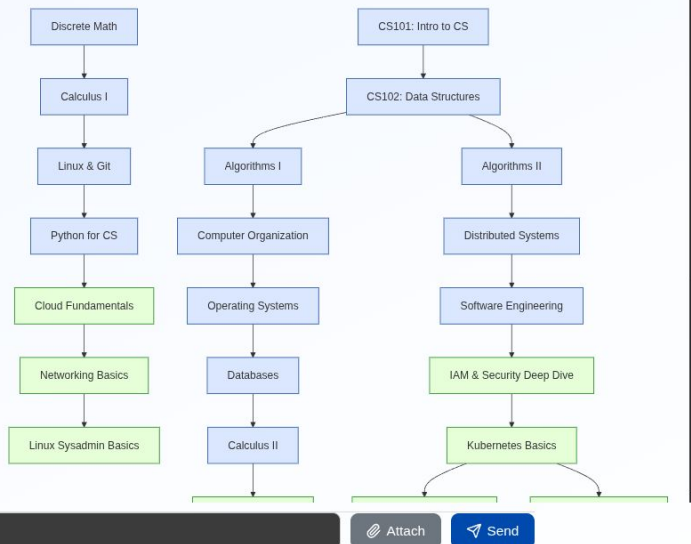 Discrete Math
CS101: Intro to CS
Calculus I
CS102: Data Structures
Linux & Git
Algorithms I
Algorithms II
Python for CS
Computer Organization
Distributed Systems
Cloud Fundamentals
Operating Systems
Software Engineering
Networking Basics
Databases
IAM & Security Deep Dive
Linux Sysadmin Basics
Calculus II
Kubernetes Basics
Attach
Send